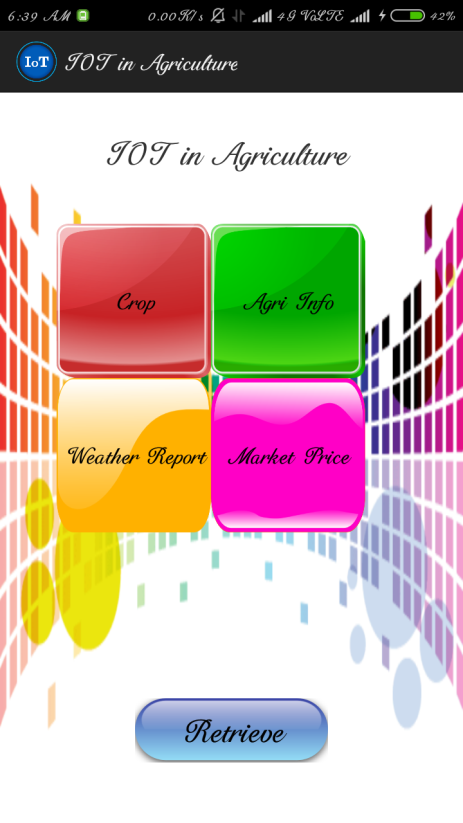 6:39 AM 0.00K/s 4G VoLTE 42%
IoT IOT in Agriculture
IOT in Agriculture
Crop Agri Info
Weather Report Market Price
Retrieve